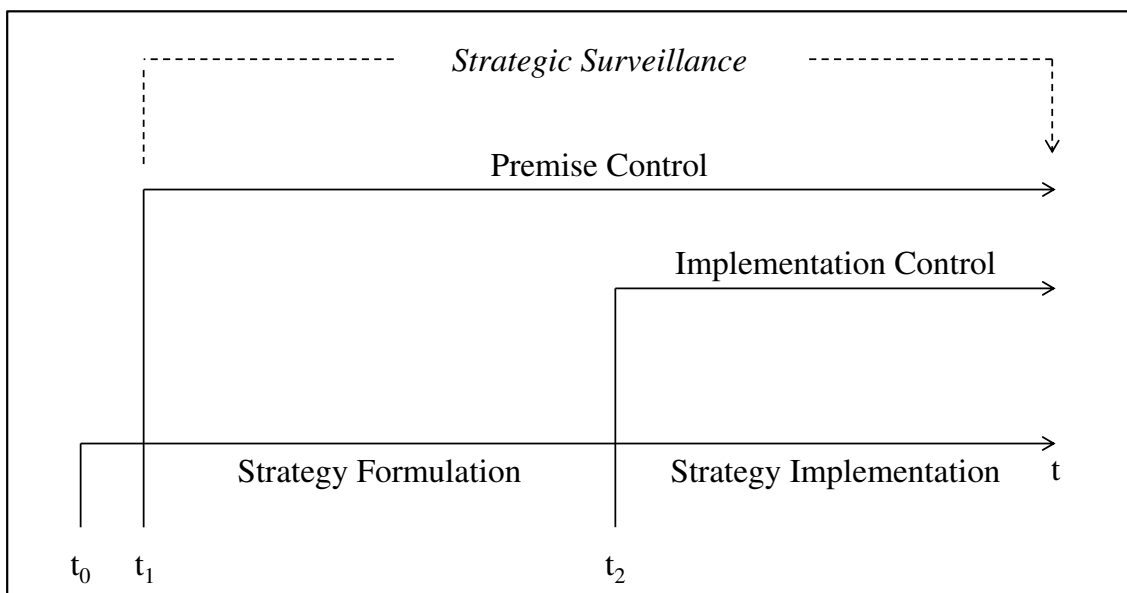 Strategic Surveillance
Premise Control
Implementation Control
Strategy Formulation
Strategy Implementation
t
t₀
t₁
t₂